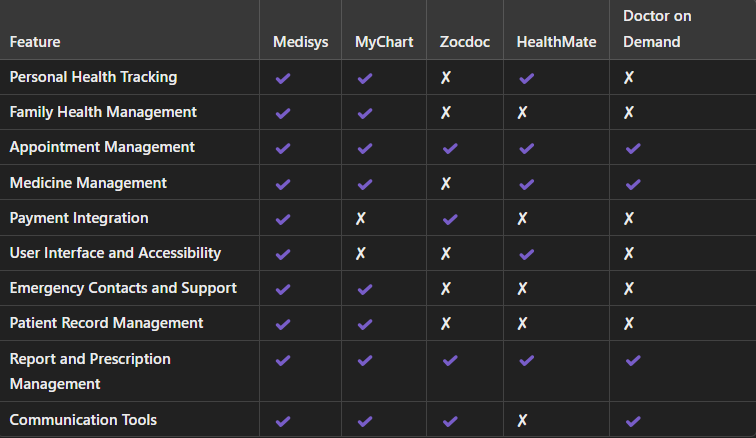 Feature Medisys MyChart Zocdoc HealthMate Doctor on Demand
Personal Health Tracking ✔ ✔ ✗ ✔ ✗
Family Health Management ✔ ✔ ✗ ✗ ✗
Appointment Management ✔ ✔ ✔ ✔ ✔
Medicine Management ✔ ✔ ✗ ✔ ✔
Payment Integration ✔ ✗ ✔ ✗ ✗
User Interface and Accessibility ✔ ✗ ✗ ✔ ✗
Emergency Contacts and Support ✔ ✔ ✗ ✗ ✗
Patient Record Management ✔ ✔ ✗ ✗ ✗
Report and Prescription Management ✔ ✔ ✔ ✔ ✔
Communication Tools ✔ ✔ ✔ ✗ ✔